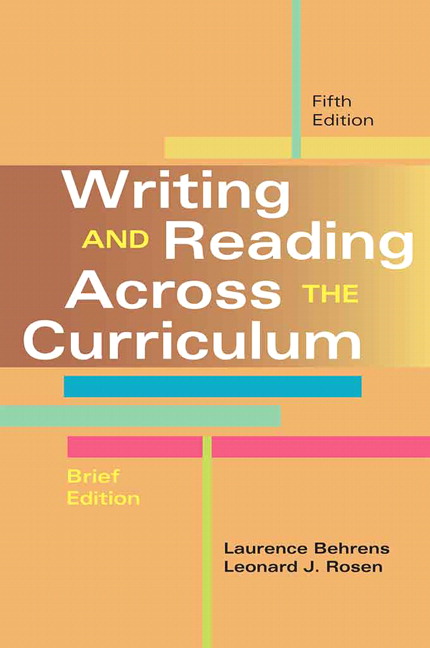 Fifth
Edition
Writing
AND Reading
Across THE
Curriculum
Brief
Edition
Laurence Behrens
Leonard J. Rosen